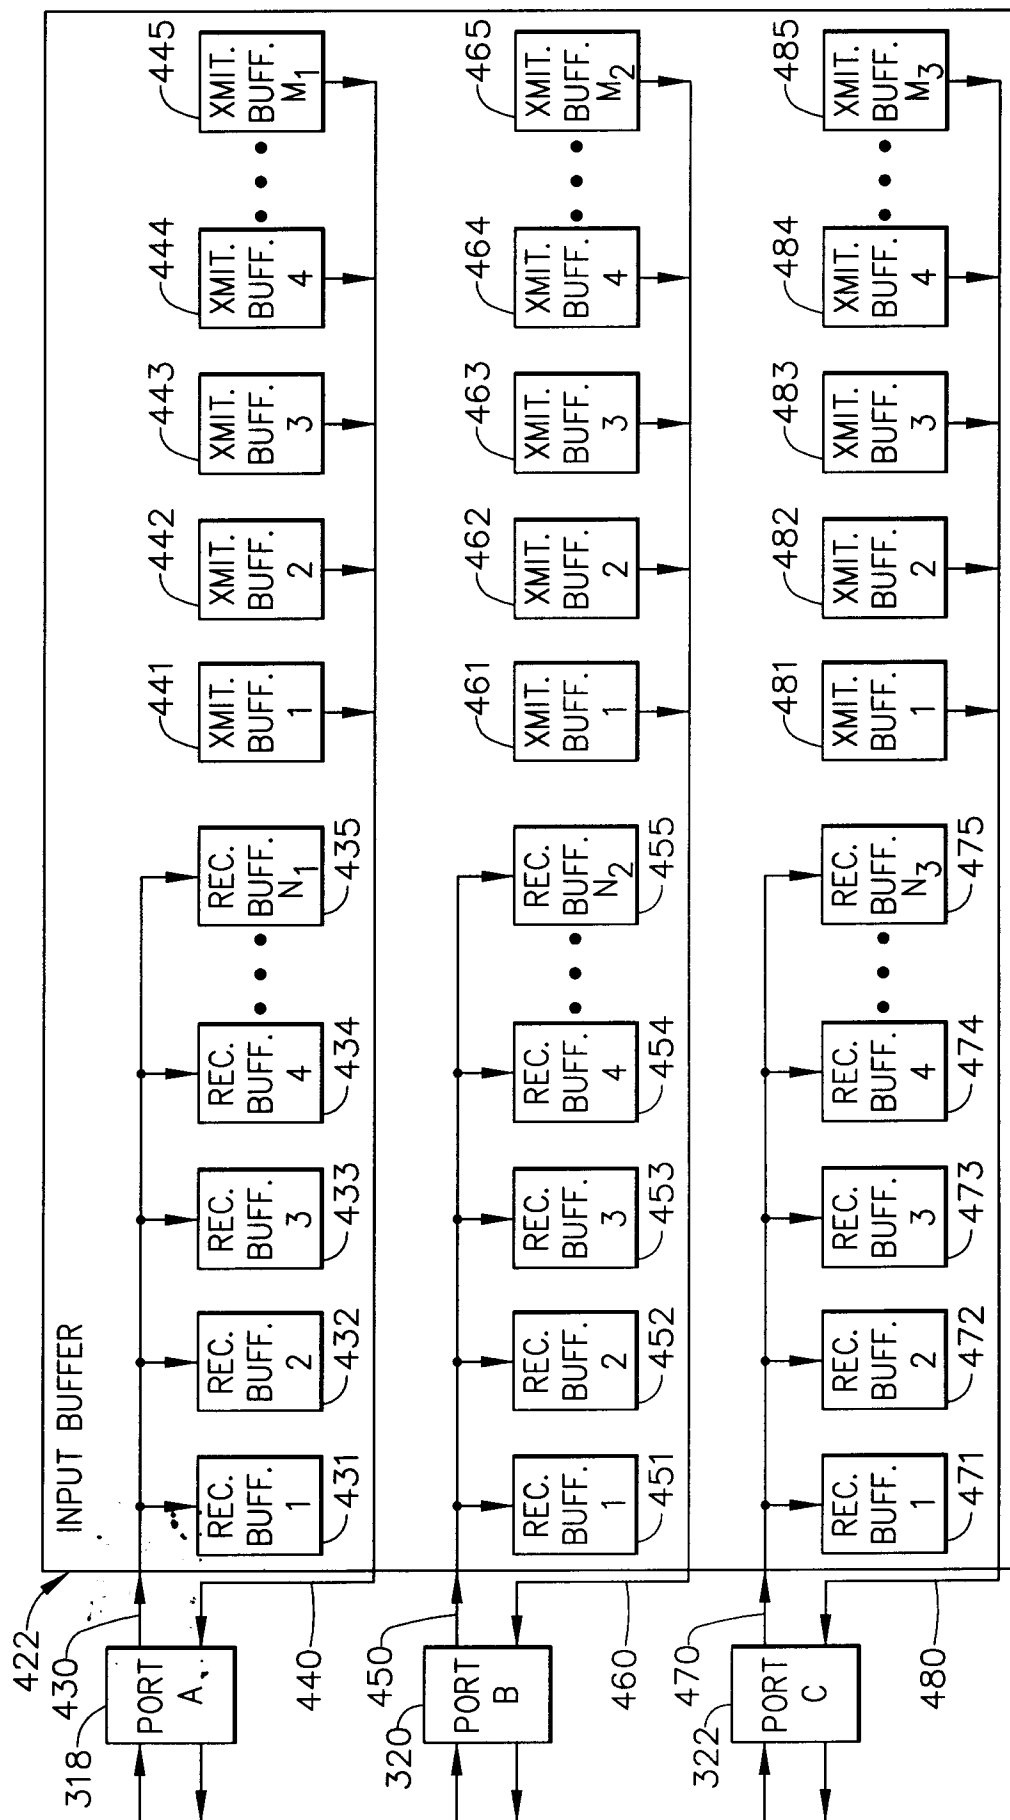 INPUT BUFFER
422
318
430
PORT
A
440
REC.
BUFF.
1
431
REC.
BUFF.
2
432
REC.
BUFF.
3
433
REC.
BUFF.
4
434
REC.
BUFF.
N1
435
441
XMIT.
BUFF.
1
442
XMIT.
BUFF.
2
443
XMIT.
BUFF.
3
444
XMIT.
BUFF.
4
445
XMIT.
BUFF.
M1
320
450
PORT
B
460
REC.
BUFF.
1
451
REC.
BUFF.
2
452
REC.
BUFF.
3
453
REC.
BUFF.
4
454
REC.
BUFF.
N2
455
461
XMIT.
BUFF.
1
462
XMIT.
BUFF.
2
463
XMIT.
BUFF.
3
464
XMIT.
BUFF.
4
465
XMIT.
BUFF.
M2
322
470
PORT
C
480
REC.
BUFF.
1
471
REC.
BUFF.
2
472
REC.
BUFF.
3
473
REC.
BUFF.
4
474
REC.
BUFF.
N3
475
481
XMIT.
BUFF.
1
482
XMIT.
BUFF.
2
483
XMIT.
BUFF.
3
484
XMIT.
BUFF.
4
485
XMIT.
BUFF.
M3